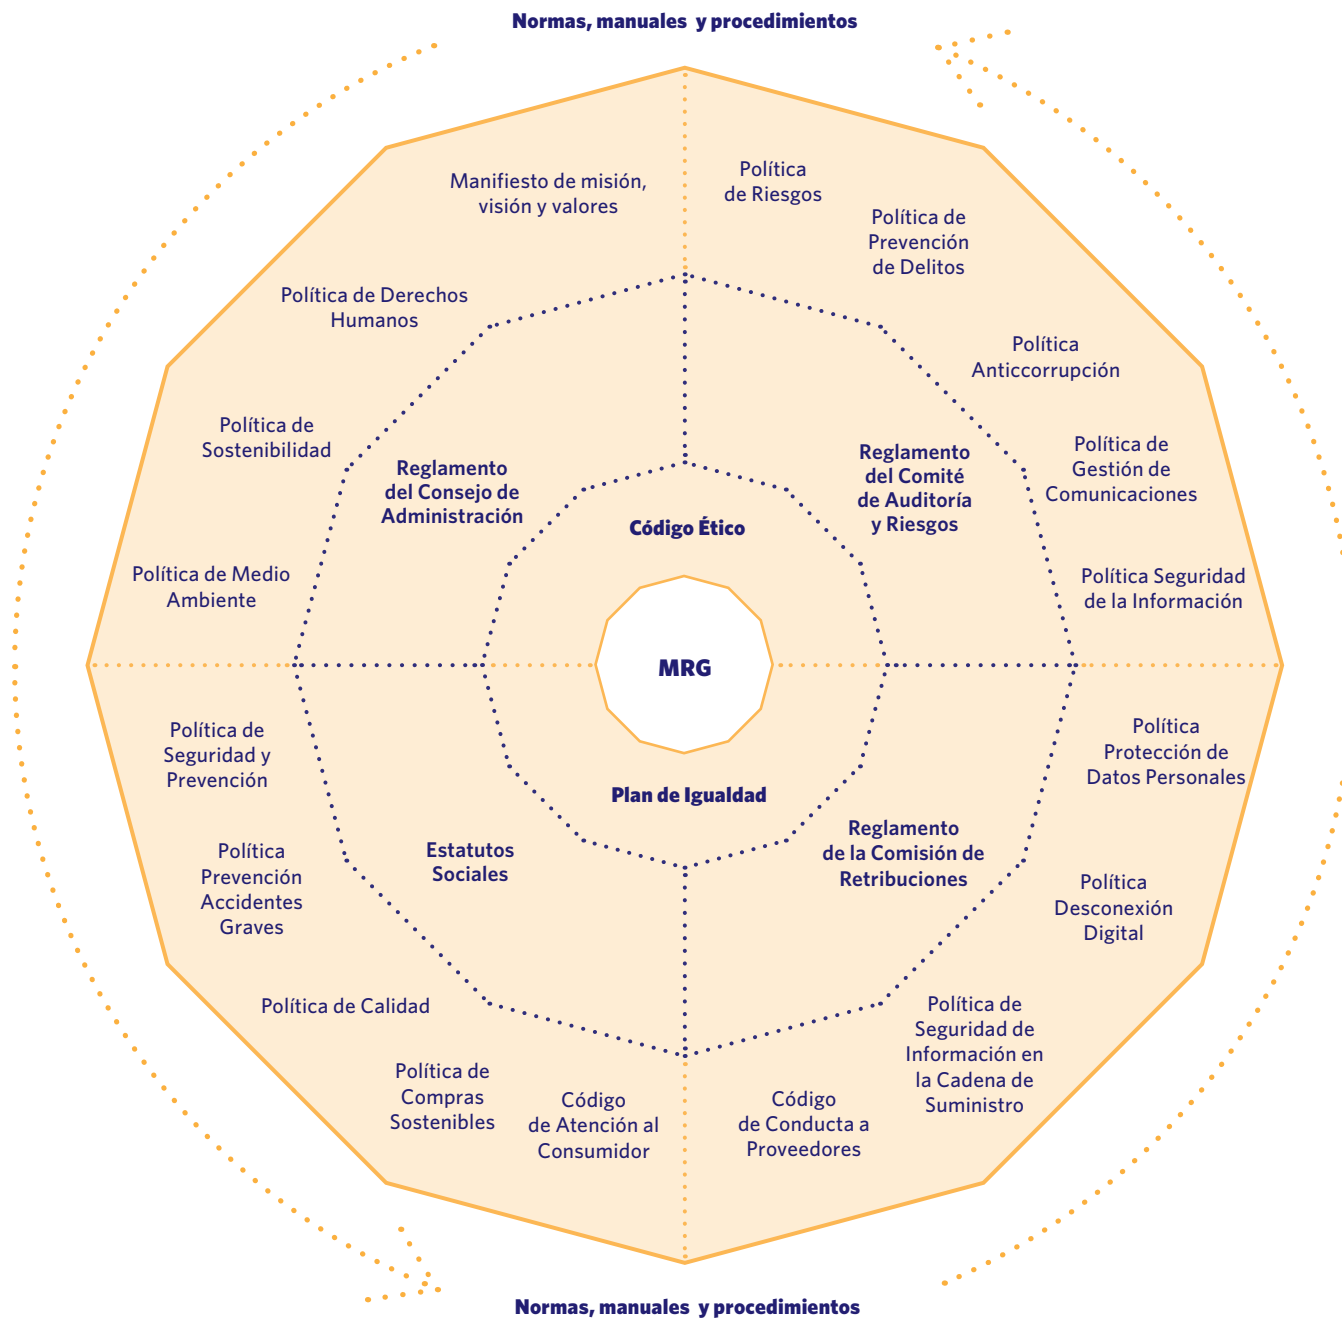 Normas, manuales y procedimientos
Manifiesto de misión,
visión y valores
Política
de Riesgos
Política de
Prevención
de Delitos
Política de Derechos
Humanos
Política
Anticcorrupción
Política de
Sostenibilidad
Política de
Gestión de
Comunicaciones
Reglamento
del Consejo de
Administración
Reglamento
del Comité
de Auditoría
y Riesgos
Código Ético
Política de Medio
Ambiente
Política Seguridad
de la Información
MRG
Política de
Seguridad y
Prevención
Política
Protección de
Datos Personales
Plan de Igualdad
Estatutos
Sociales
Reglamento
de la Comisión de
Retribuciones
Política
Prevención
Accidentes
Graves
Política
Desconexión
Digital
Política de Calidad
Política de
Seguridad de
Información en
la Cadena de
Suministro
Política de
Compras
Sostenibles
Código
de Atención al
Consumidor
Código
de Conducta a
Proveedores
Normas, manuales y procedimientos